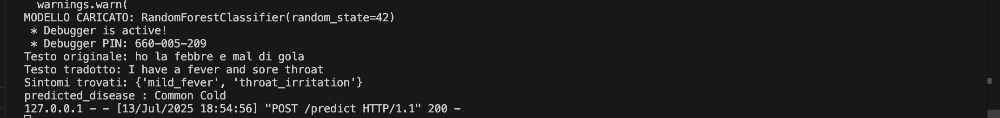 warnings.warn(
MODELLO CARICATO: RandomForestClassifier(random_state=42)
* Debugger is active!
* Debugger PIN: 660-005-209
Testo originale: ho la febbre e mal di gola
Testo tradotto: I have a fever and sore throat
Sintomi trovati: {'mild_fever', 'throat_irritation'}
predicted_disease : Common Cold
127.0.0.1 - - [13/Jul/2025 18:54:56] "POST /predict HTTP/1.1" 200 -